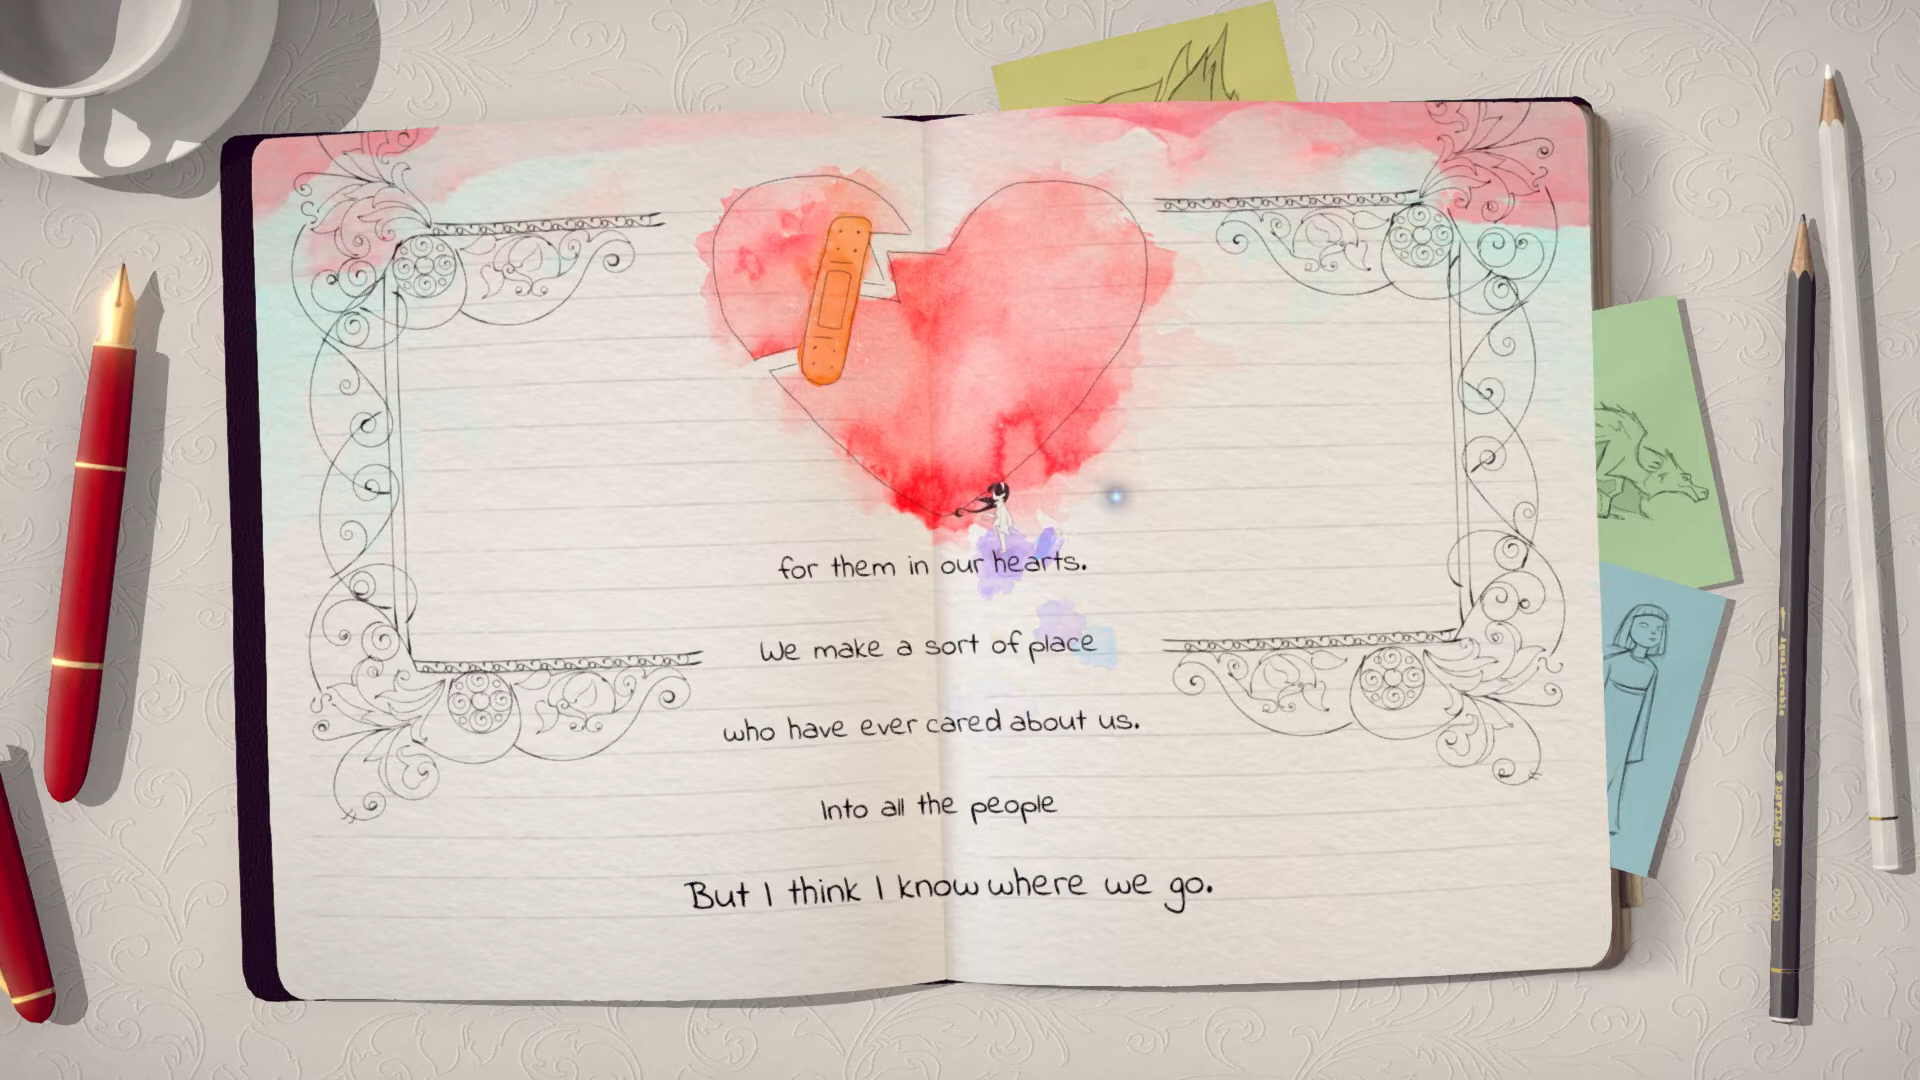 for them in our hearts.
We make a sort of place
who have ever cared about us.
Into all the people
But I think I know where we go.